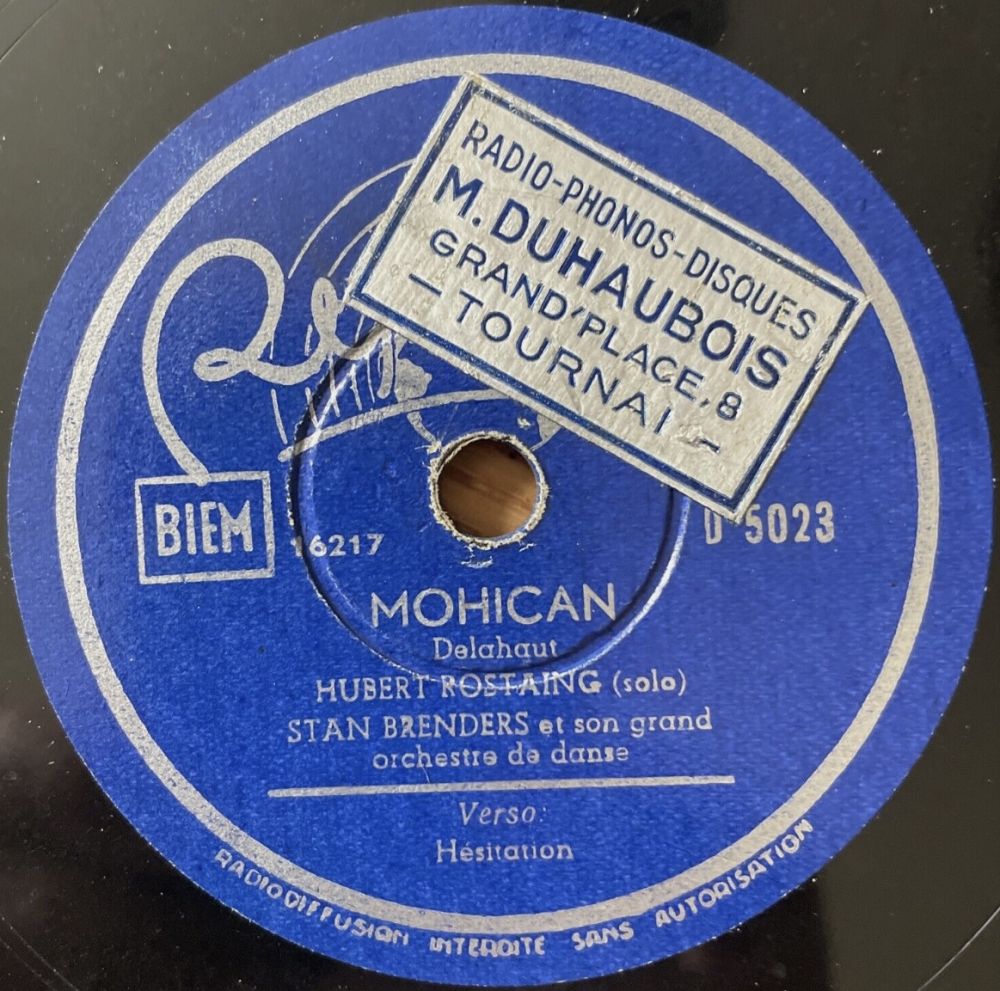 RADIO-PHONOS-DISQUES
M. DUHAUBOIS
GRAND'PLACE, 8
— TOURNAI —
BIEM
16217
D 5023
MOHICAN
Delahaut
HUBERT ROSTAING (solo)
STAN BRENDERS et son grand
orchestre de danse
Verso:
Hésitation
RADIODIFFUSION INTERDITE SANS AUTORISATION